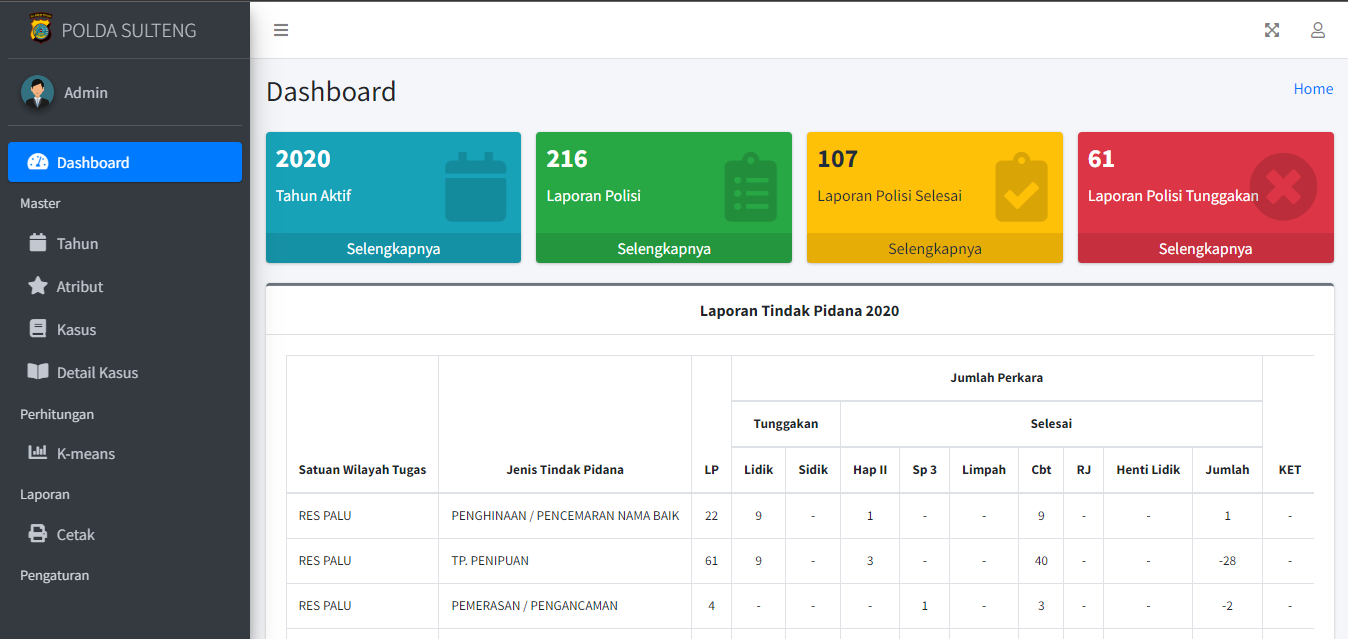 POLDA SULTENG
Admin
Dashboard
Master
Tahun
Atribut
Kasus
Detail Kasus
Perhitungan
K-means
Laporan
Cetak
Pengaturan
Dashboard
Home
2020
Tahun Aktif
Selengkapnya
216
Laporan Polisi
Selengkapnya
107
Laporan Polisi Selesai
Selengkapnya
61
Laporan Polisi Tunggakan
Selengkapnya
Laporan Tindak Pidana 2020
Jumlah Perkara
Tunggakan Selesai
Satuan Wilayah Tugas Jenis Tindak Pidana LP Lidik Sidik Hap II Sp 3 Limpah Cbt RJ Henti Lidik Jumlah KET
RES PALU PENGHINAAN / PENCEMARAN NAMA BAIK 22 9 - 1 - - 9 - - 1 -
RES PALU TP. PENIPUAN 61 9 - 3 - - 40 - - -28 -
RES PALU PEMERASAN / PENGANCAMAN 4 - - - 1 - 3 - - -2 -